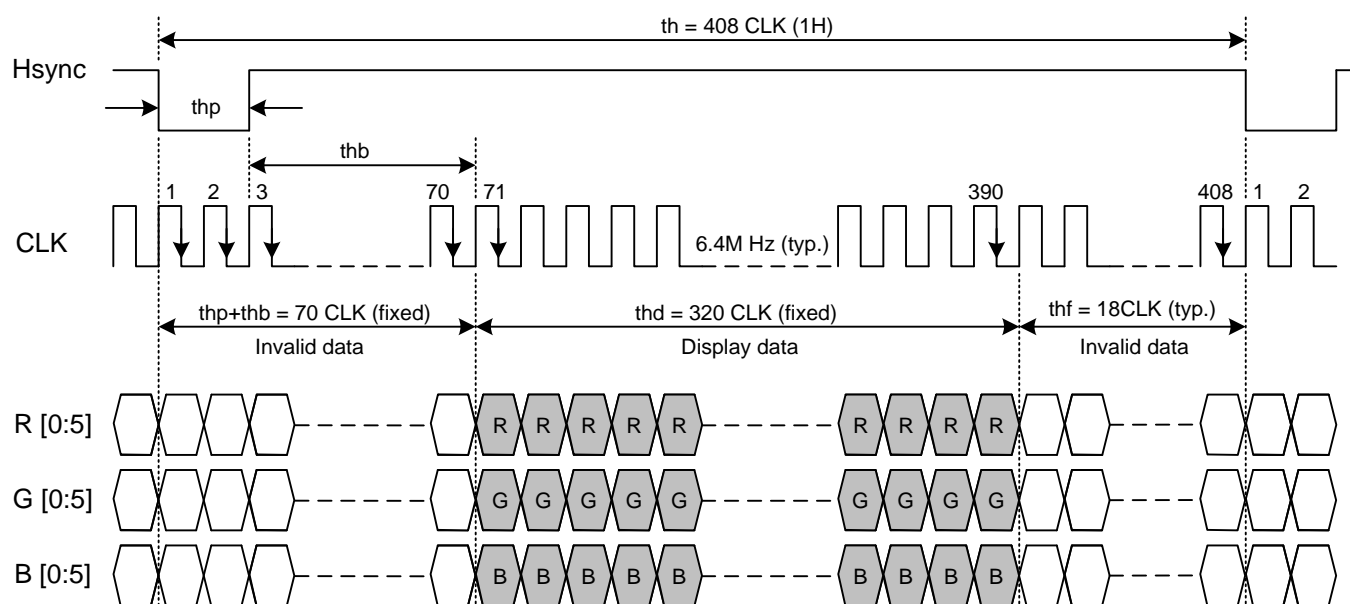 th = 408 CLK (1H)
Hsync
thp
thb
1 2 3 70 71 390 408 1 2
CLK
6.4M Hz (typ.)
thp+thb = 70 CLK (fixed) thd = 320 CLK (fixed) thf = 18CLK (typ.)
Invalid data Display data Invalid data
R [0:5] R R R R R R R R R
G [0:5] G G G G G G G G G
B [0:5] B B B B B B B B B